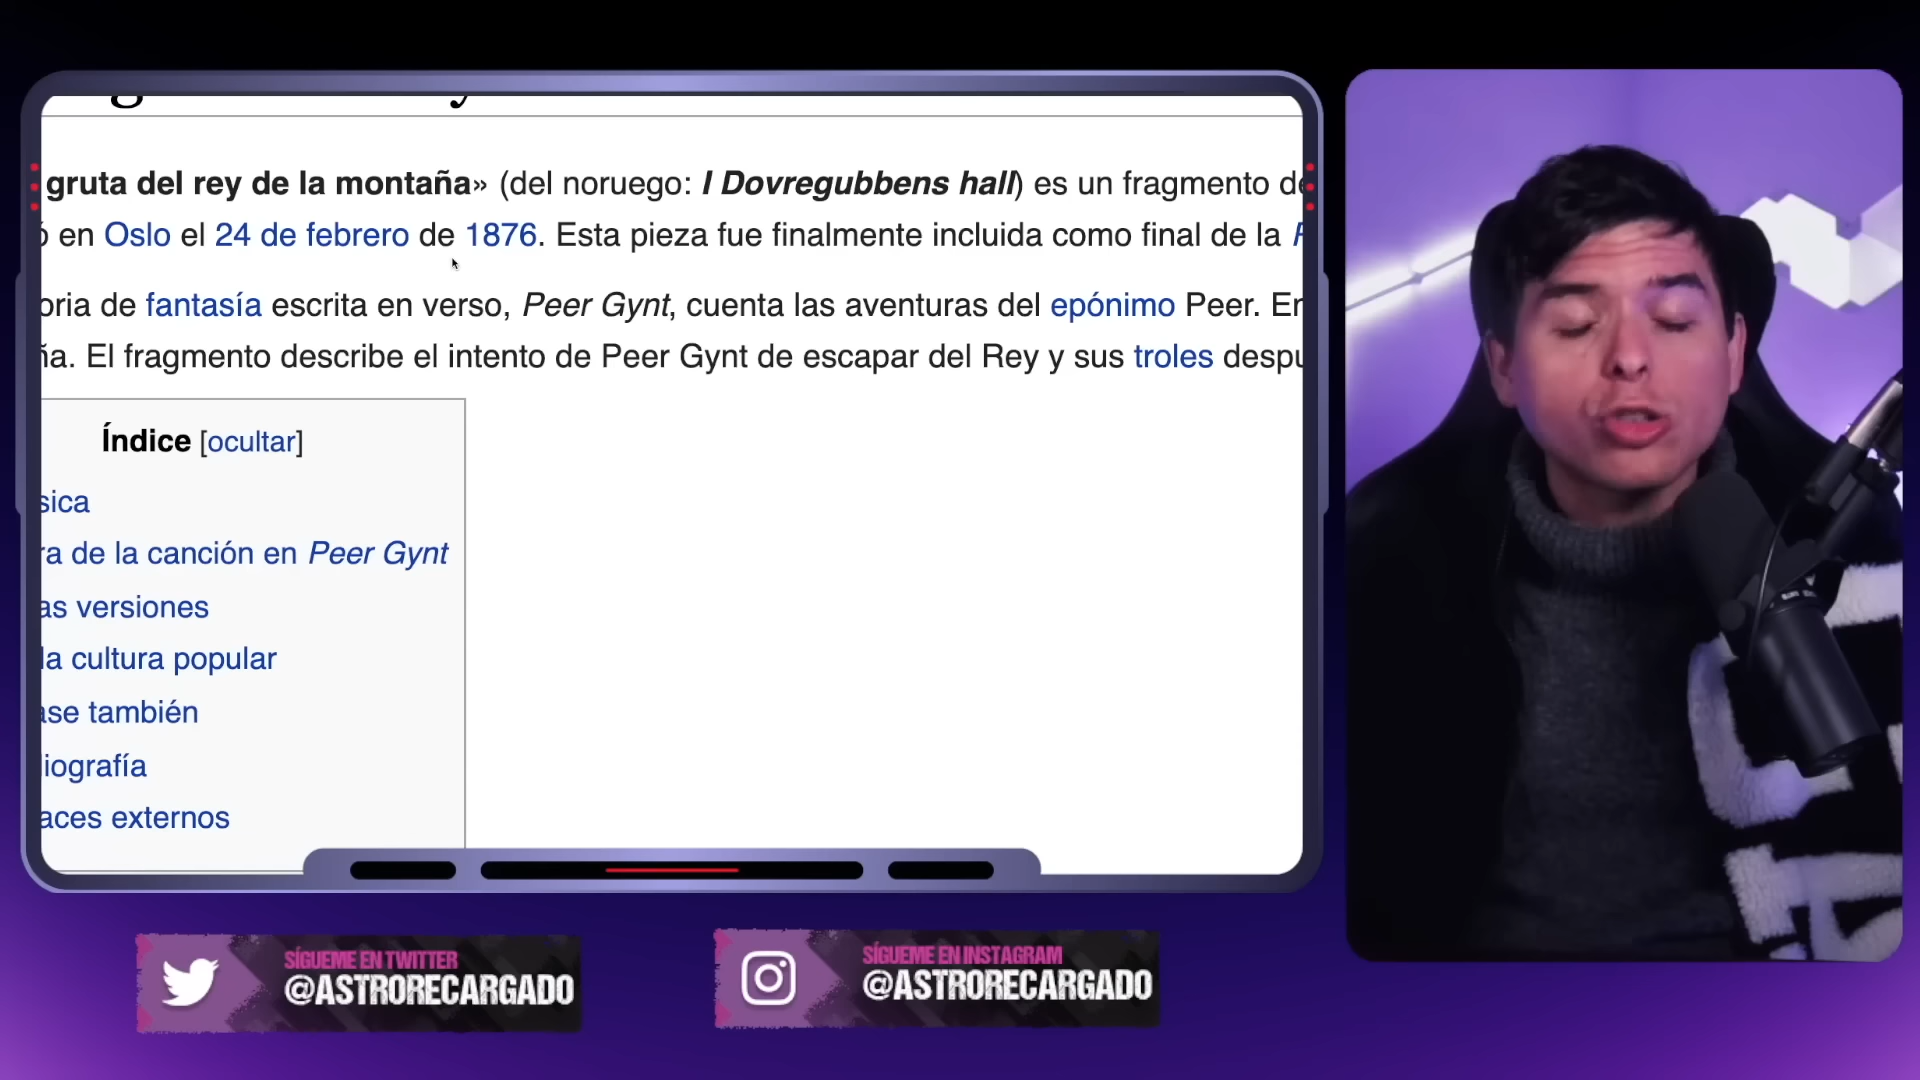 gruta del rey de la montaña» (del noruego: I Dovregubbens hall) es un fragmento de
ó en Oslo el 24 de febrero de 1876. Esta pieza fue finalmente incluida como final de la
oria de fantasía escrita en verso, Peer Gynt, cuenta las aventuras del epónimo Peer. En
ña. El fragmento describe el intento de Peer Gynt de escapar del Rey y sus troles despu
Índice [ocultar]
sica
ra de la canción en Peer Gynt
as versiones
la cultura popular
ase también
liografía
aces externos
SÍGUEME EN TWITTER
@ASTRORECARGADO
SÍGUEME EN INSTAGRAM
@ASTRORECARGADO